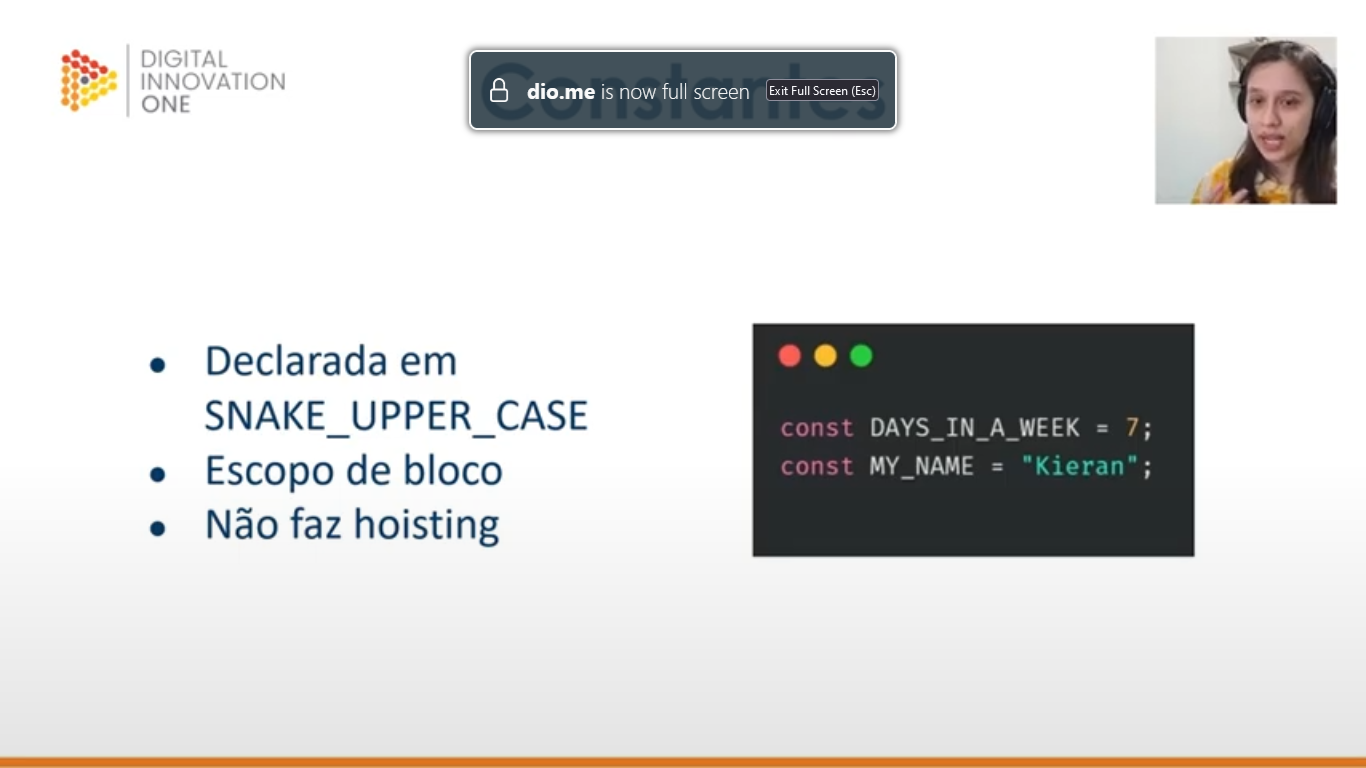 DIGITAL
INNOVATION
ONE
Constantes
dio.me is now full screen Exit Full Screen (Esc)
Declarada em
SNAKE_UPPER_CASE
Escopo de bloco
Não faz hoisting
const DAYS_IN_A_WEEK = 7;
const MY_NAME = "Kieran";